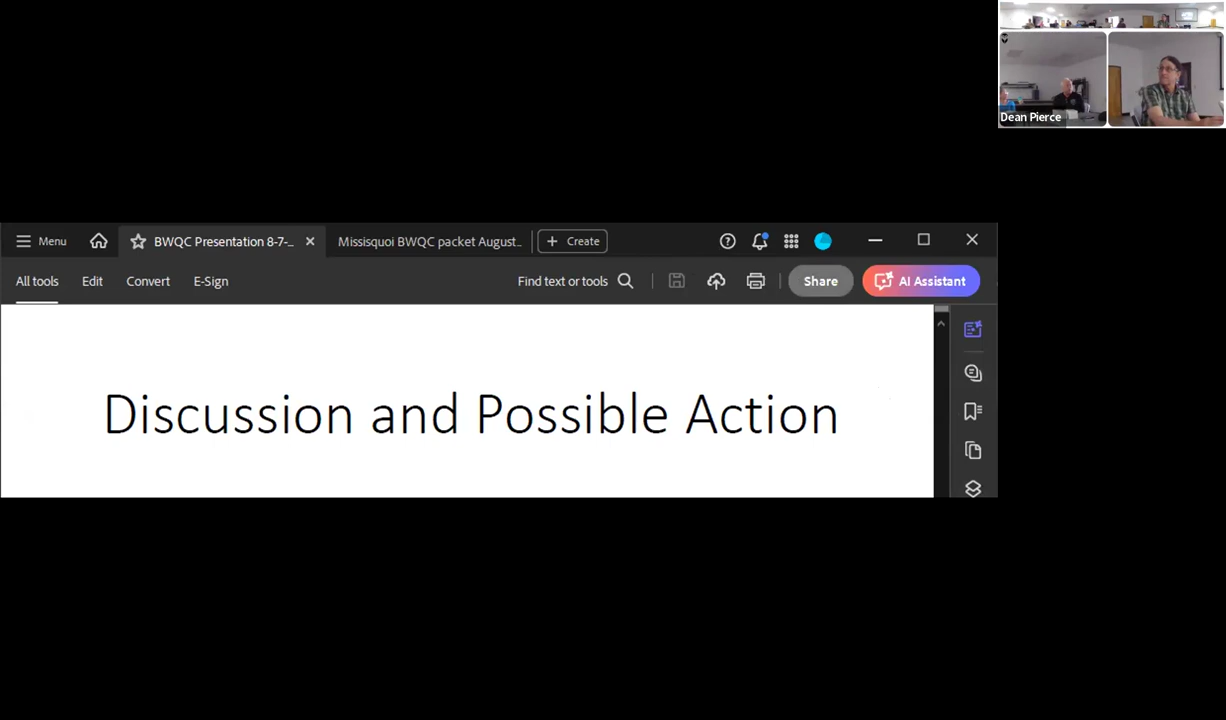 Dean Pierce
Menu
BWQC Presentation 8-7-...
Missisquoi BWQC packet August...
Create
All tools
Edit
Convert
E-Sign
Find text or tools
Share
AI Assistant
Discussion and Possible Action